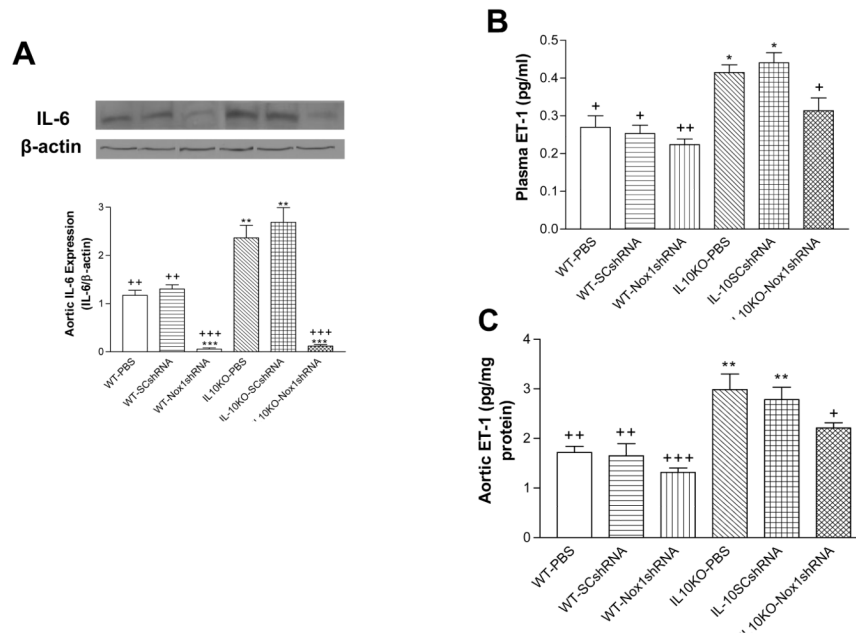 A
IL-6
β-actin
Aortic IL-6 Expression
(IL-6/β-actin)
3
2
1
0
++
++
+++
***
**
**
+++
***
WT-PBS
WT-SCshRNA
WT-Nox1shRNA
IL10KO-PBS
IL-10KO-SCshRNA
10KO-Nox1shRNA
B
Plasma ET-1 (pg/ml)
0.5
0.4
0.3
0.2
0.1
0.0
+
+
++
*
*
+
WT-PBS
WT-SCshRNA
WT-Nox1shRNA
IL10KO-PBS
IL-10SCshRNA
10KO-Nox1shRNA
C
Aortic ET-1 (pg/mg
protein)
4
3
2
1
0
++
++
+++
**
**
+
WT-PBS
WT-SCshRNA
WT-Nox1shRNA
IL10KO-PBS
IL-10SCshRNA
10KO-Nox1shRNA